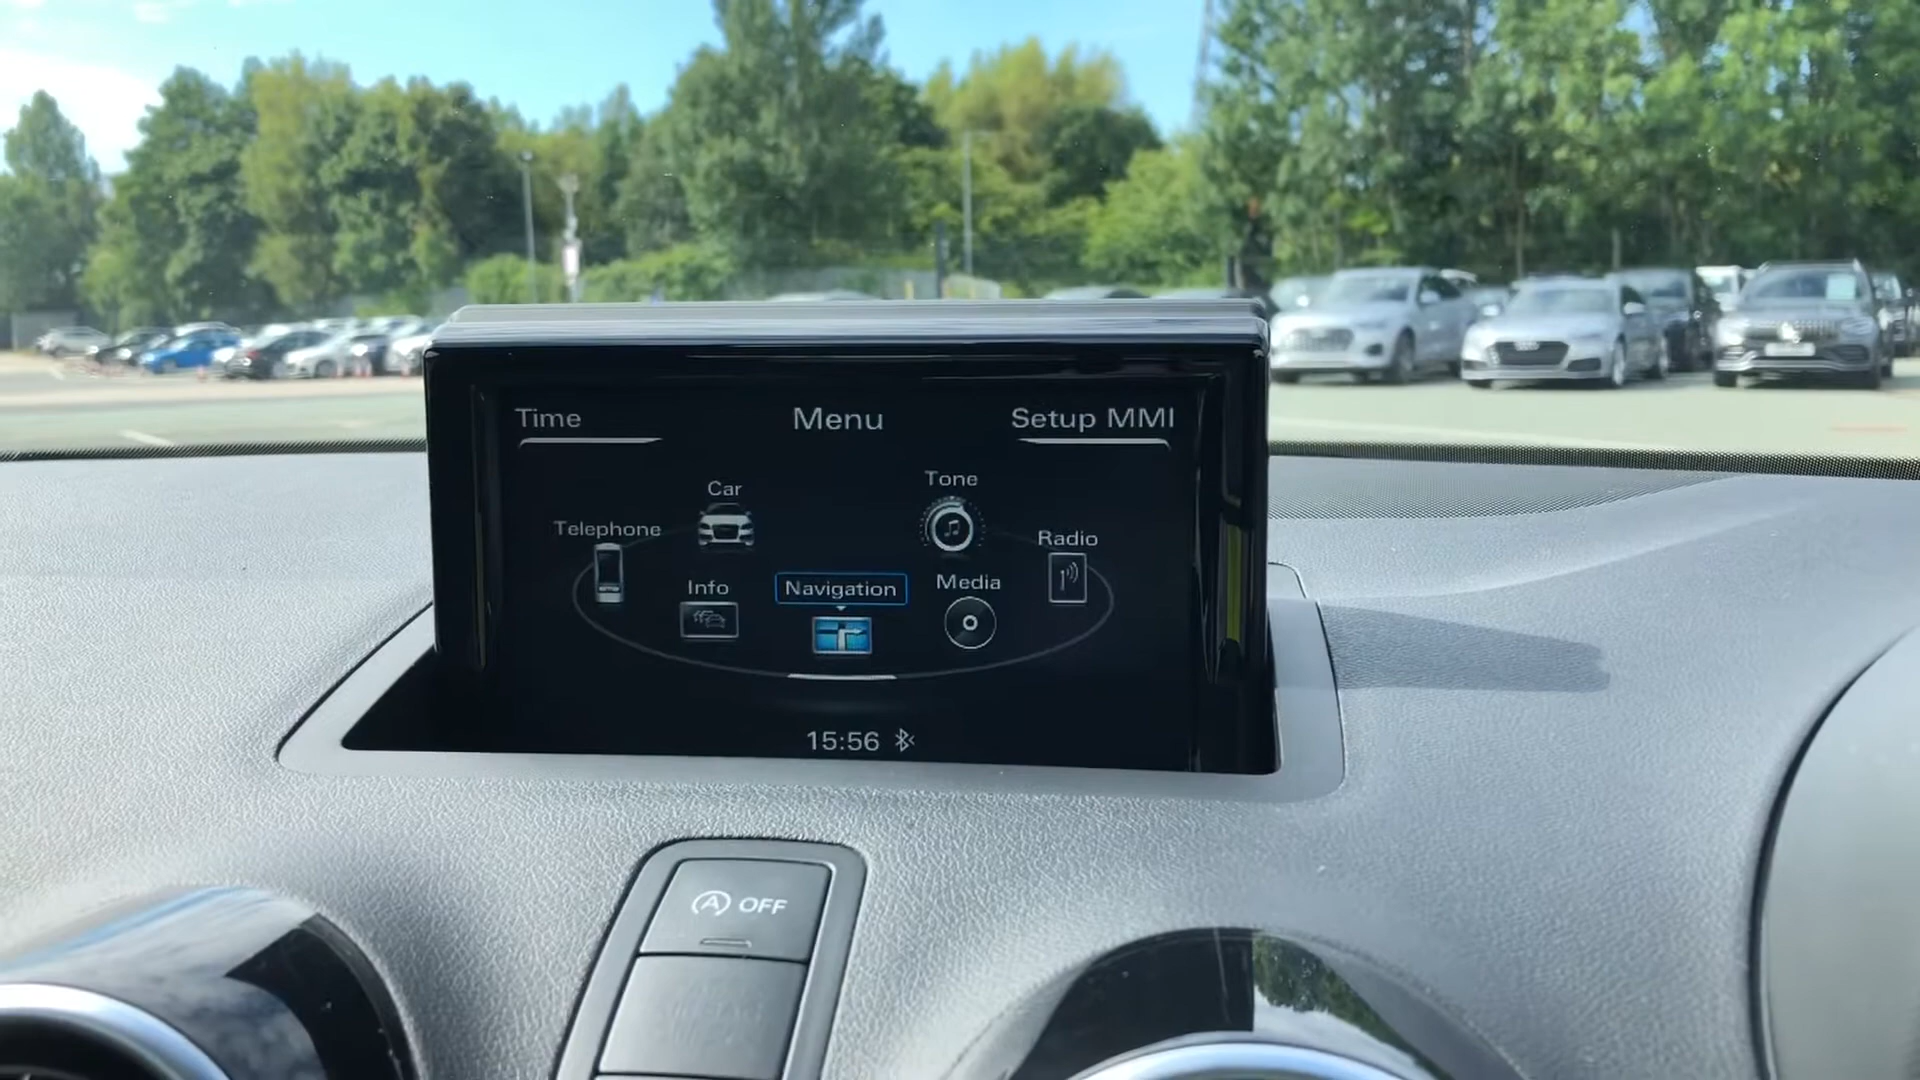 Time
Menu
Setup MMI
Car
Tone
Telephone
Radio
Info
Navigation
Media
15:56
A OFF